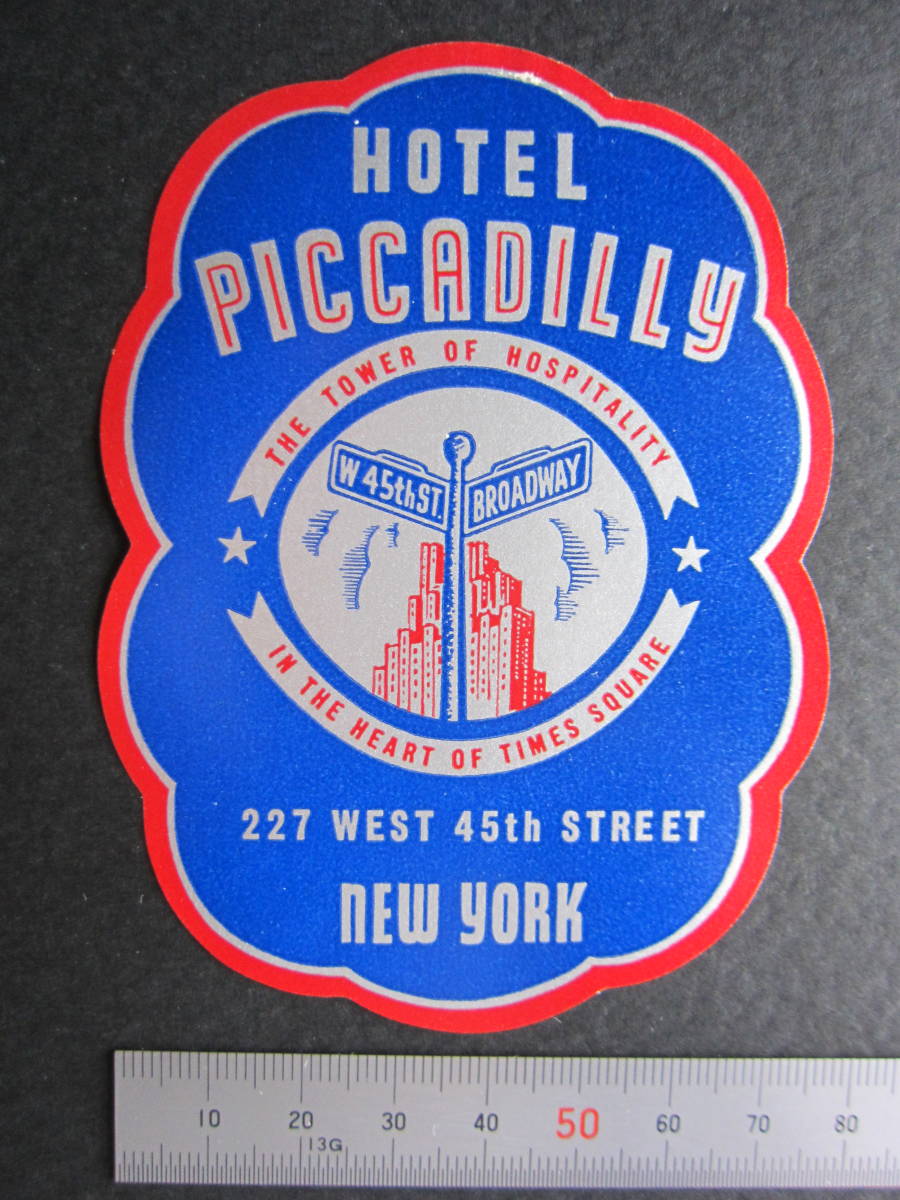 HOTEL
PICCADILLY
THE TOWER OF HOSPITALITY
W 45th ST.
BROADWAY
IN THE HEART OF TIMES SQUARE
227 WEST 45th STREET
NEW YORK
10 20 30 40 50 60 70 80
13G